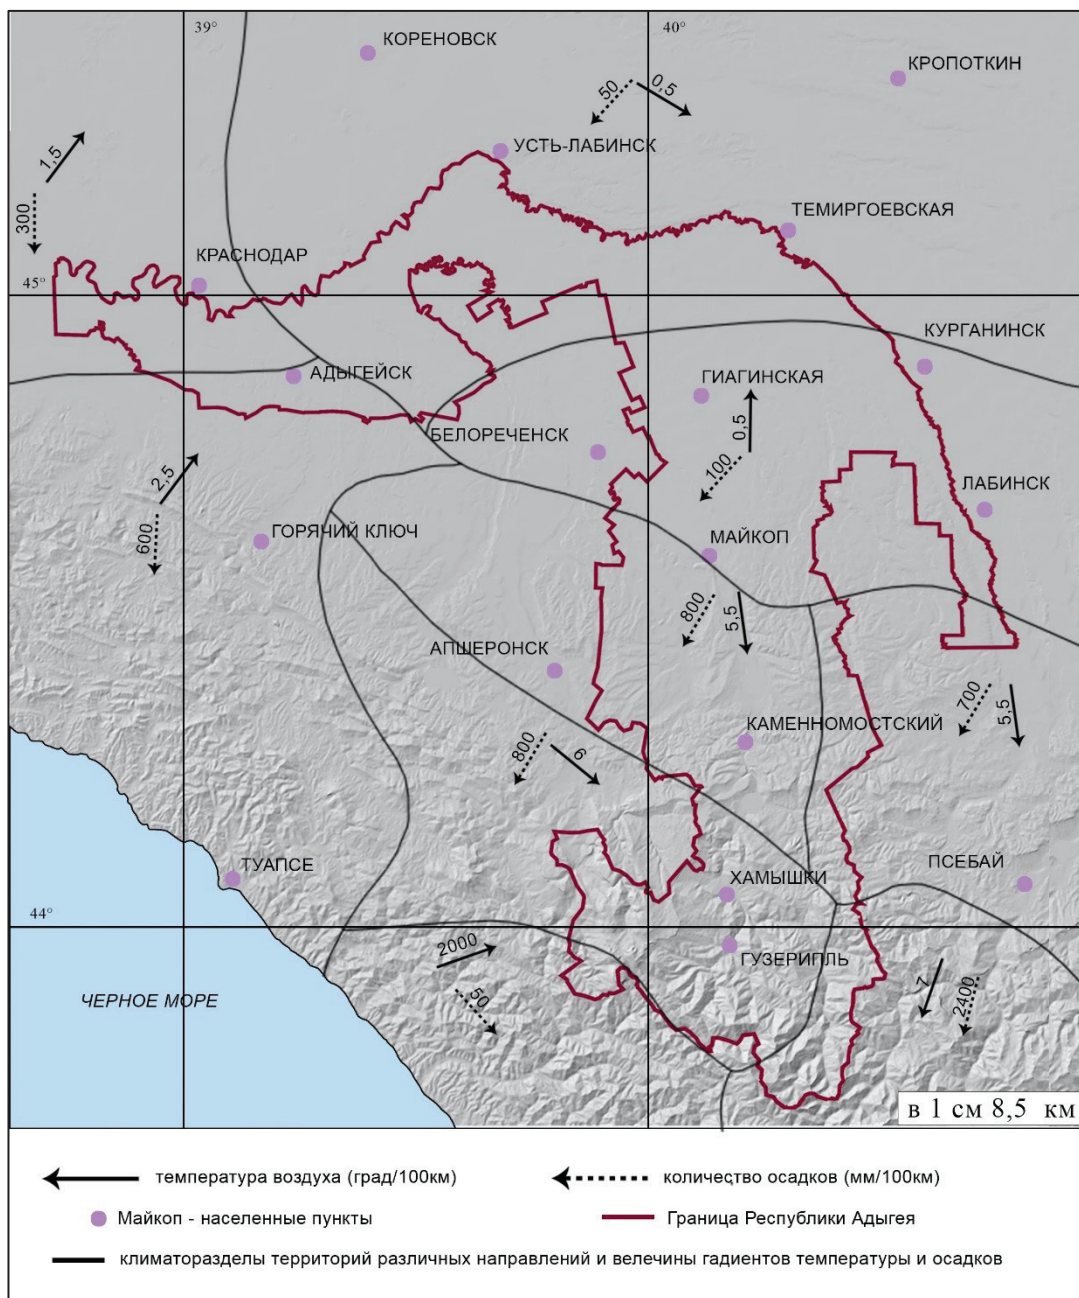 39°
40°
КОРЕНОВСК
КРОПОТКИН
50
0,5
1,5
УСТЬ-ЛАБИНСК
300
ТЕМИРГОЕВСКАЯ
КРАСНОДАР
45°
КУРГАНИНСК
АДЫГЕЙСК
ГИАГИНСКАЯ
0,5
БЕЛОРЕЧЕНСК
100
2,5
ЛАБИНСК
600
ГОРЯЧИЙ КЛЮЧ
МАЙКОП
800
5,5
АПШЕРОНСК
700
5,5
КАМЕННОМОСТСКИЙ
800
6
ТУАПСЕ
ПСЕБАЙ
ХАМЫШКИ
44°
2000
ГУЗЕРИПЛЬ
50
7
2400
ЧЕРНОЕ МОРЕ
в 1 см 8,5 км
температура воздуха (град/100км)
количество осадков (мм/100км)
Майкоп - населенные пункты
Граница Республики Адыгея
климаторазделы территорий различных направлений и велечины гадиентов температуры и осадков